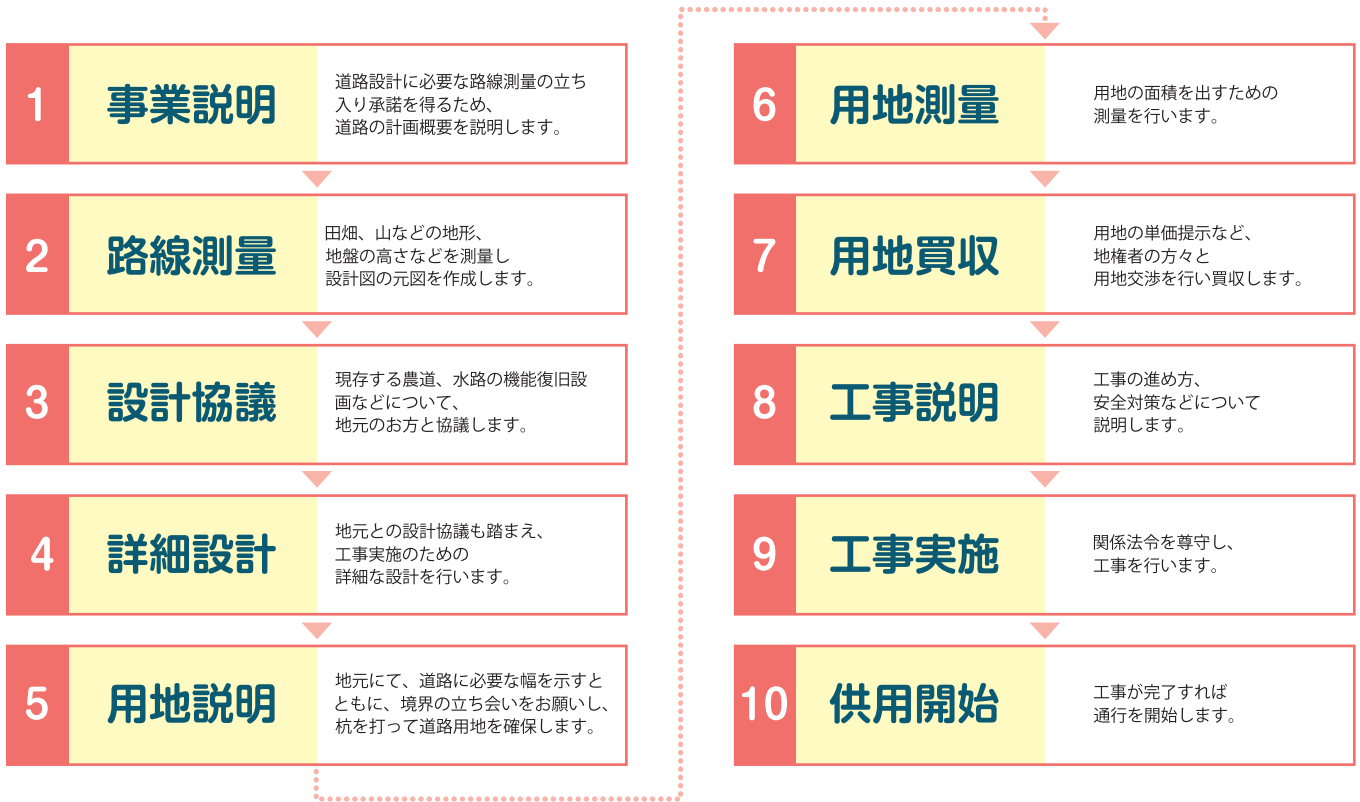 1
事業説明
道路設計に必要な路線測量の立ち
入り承諾を得るため、
道路の計画概要を説明します。
2
路線測量
田畑、山などの地形、
地盤の高さなどを測量し
設計図の元図を作成します。
3
設計協議
現存する農道、水路の機能復旧設
画などについて、
地元のお方と協議します。
4
詳細設計
地元との設計協議も踏まえ、
工事実施のための
詳細な設計を行います。
5
用地説明
地元にて、道路に必要な幅を示すと
ともに、境界の立ち会いをお願いし、
杭を打って道路用地を確保します。
6
用地測量
用地の面積を出すための
測量を行います。
7
用地買収
用地の単価提示など、
地権者の方々と
用地交渉を行い買収します。
8
工事説明
工事の進め方、
安全対策などについて
説明します。
9
工事実施
関係法令を尊守し、
工事を行います。
10
供用開始
工事が完了すれば
通行を開始します。